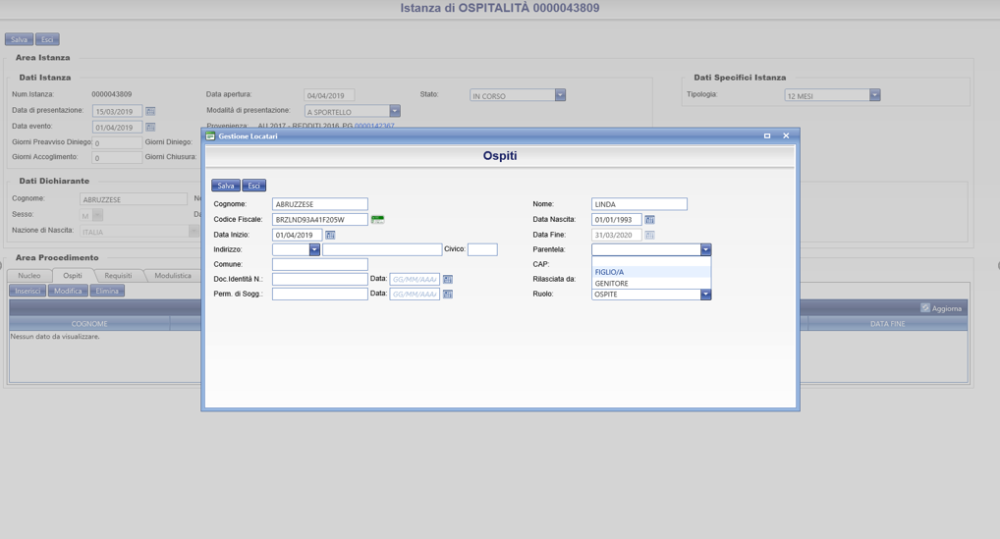 Istanza di OSPITALITÀ 0000043809
Salva Esci
Area Istanza
Dati Istanza
Num.Istanza: 0000043809 Data apertura: 04/04/2019 Stato: IN CORSO
Data di presentazione: 15/03/2019 Modalità di presentazione: A SPORTELLO
Data evento: 01/04/2019 Provenienza: AU 2017 - REDDITI 2016, PG 0000142367
Giorni Preavviso Diniego: 0 Giorni Diniego:
Giorni Accoglimento: 0 Giorni Chiusura:
Dati Specifici Istanza
Tipologia: 12 MESI
Dati Dichiarante
Cognome: ABRUZZESE
Sesso: M
Nazione di Nascita: ITALIA
Area Procedimento
Nucleo Ospiti Requisiti Modulistica
Inserisci Modifica Elimina
Aggiorna
COGNOME DATA FINE
Nessun dato da visualizzare.
Gestione Locatari
Ospiti
Salva Esci
Cognome: ABRUZZESE Nome: LINDA
Codice Fiscale: BRZLND93A41F205W Data Nascita: 01/01/1993
Data Inizio: 01/04/2019 Data Fine: 31/03/2020
Indirizzo: Civico: Parentela:
Comune: CAP:
FIGLIO/A
Doc.Identità N.: Data: GG/MM/AAAA Rilasciata da:
GENITORE
Perm. di Sogg.: Data: GG/MM/AAAA Ruolo: OSPITE